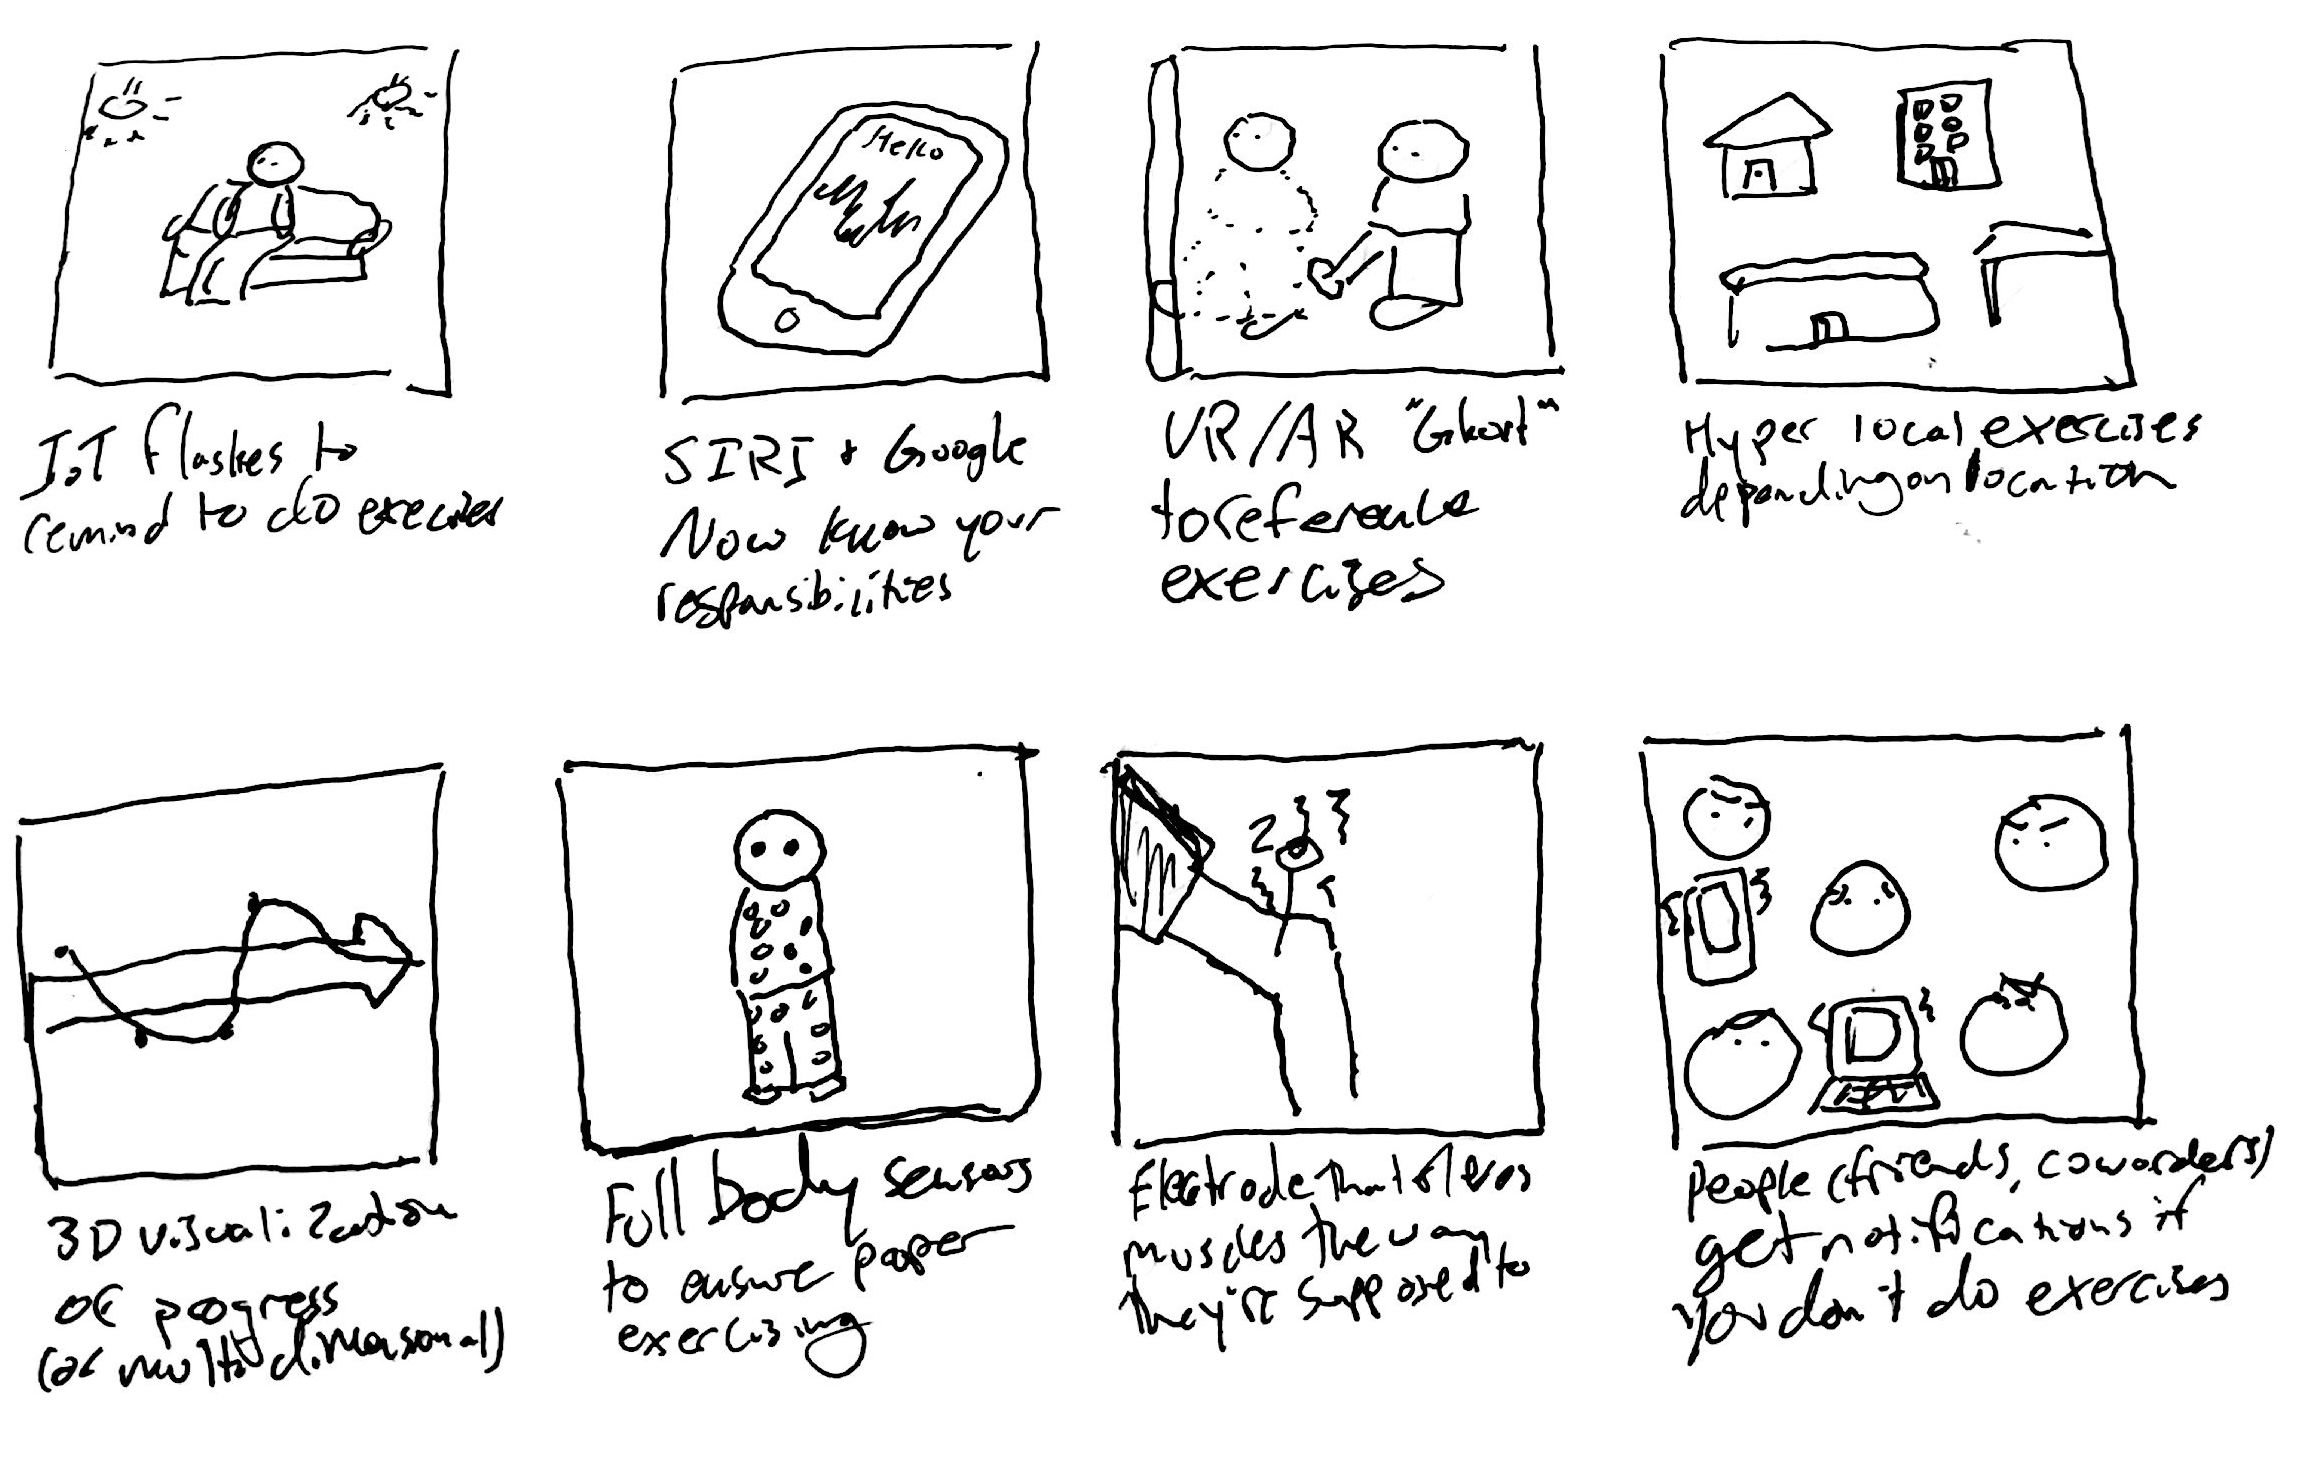 IoT flashes to
remind to do exercises
Hello
SIRI + Google
Now know your
responsibilities
VR/AR "Ghost"
to reference
exercises
Hyper local exercises
depending on location
3D visualization
of progress
(or multi dimensional)
Full body sensors
to ensure proper
exercising
Electrode that flexes
muscles the way
they're supposed to
People (friends, coworders)
get notifications if
you don't do exercises